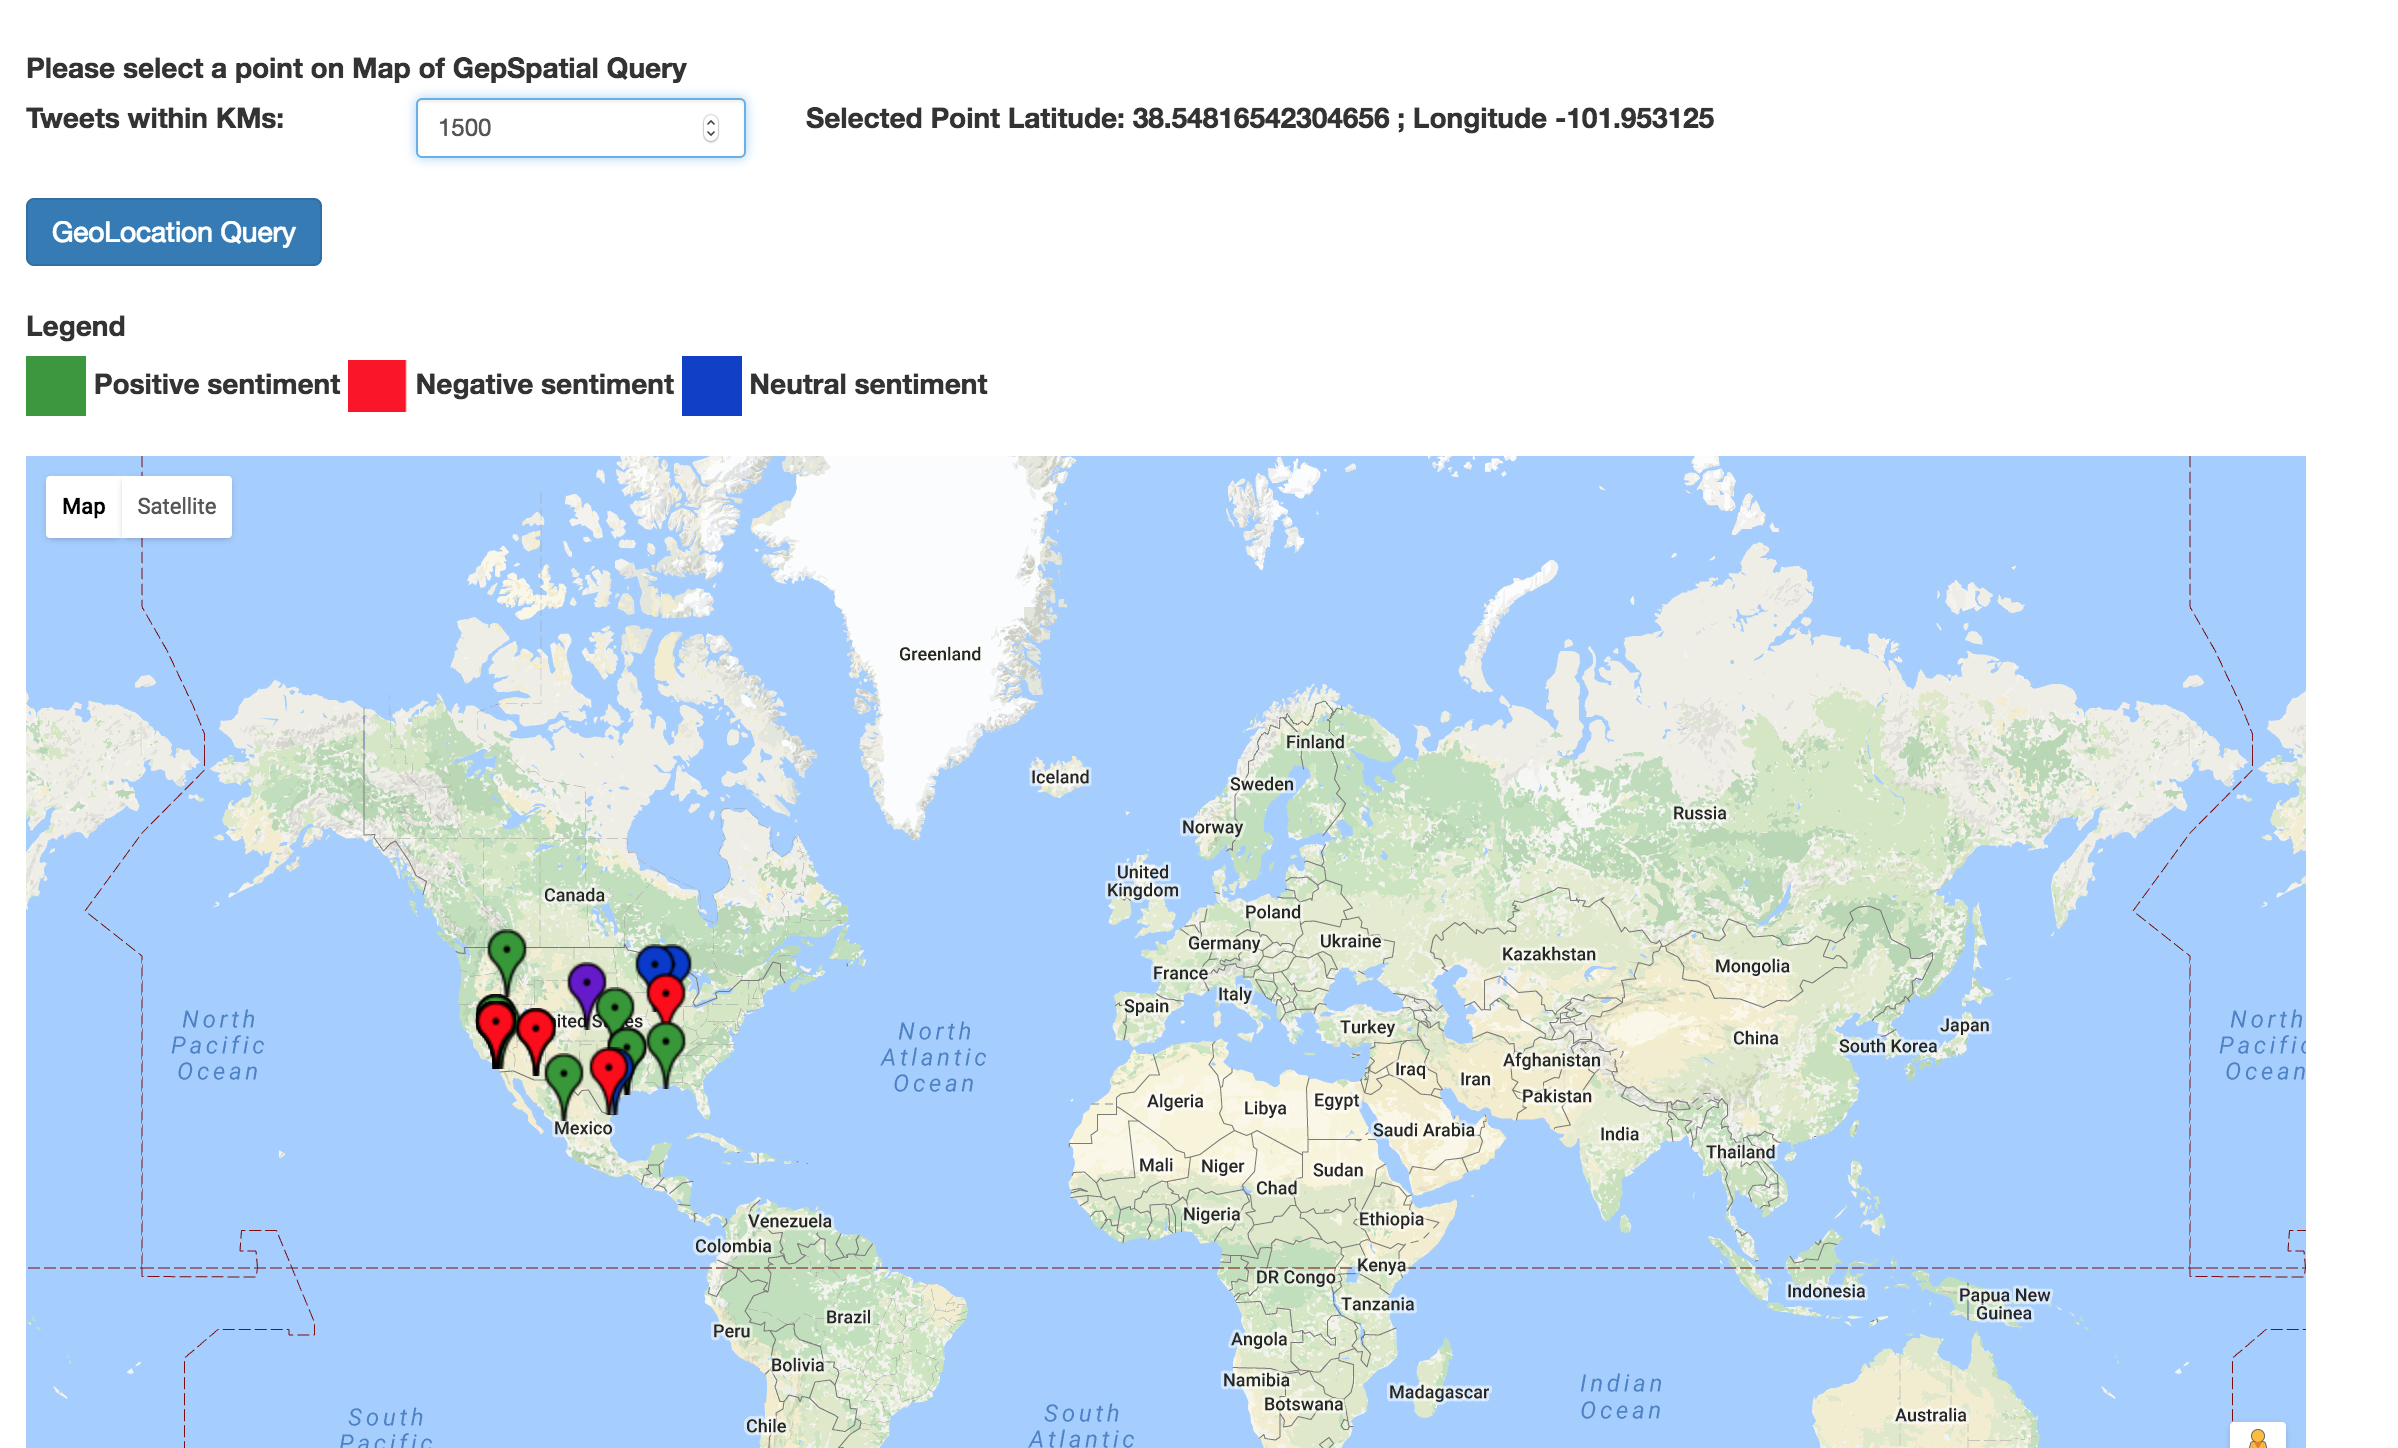 Please select a point on Map of GepSpatial Query
Tweets within KMs: 1500 Selected Point Latitude: 38.54816542304656 ; Longitude -101.953125
GeoLocation Query
Legend
Positive sentiment Negative sentiment Neutral sentiment
Map Satellite
Greenland
Finland
Iceland
Sweden
Russia
Norway
United
Kingdom
Canada
Poland
Germany
Ukraine
Kazakhstan
Mongolia
France
Spain
Italy
North
Pacific
Ocean
North
Atlantic
Ocean
Turkey
China
Japan
South Korea
North
Pacific
Ocean
Afghanistan
Iraq
Iran
Pakistan
Algeria
Libya
Egypt
Saudi Arabia
India
Mexico
Thailand
Mali
Niger
Sudan
Chad
Nigeria
Ethiopia
Venezuela
Colombia
Kenya
DR Congo
Indonesia
Papua New
Guinea
Tanzania
Brazil
Peru
Angola
Bolivia
Namibia
Madagascar
Botswana
Indian
Ocean
Chile
South
Pacific
South
Atlantic
Australia